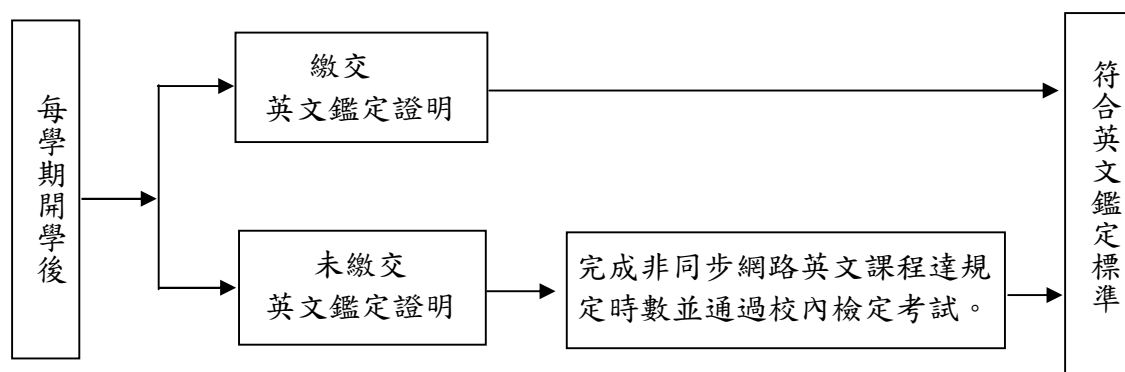 每學期開學後
繳交
英文鑑定證明
未繳交
英文鑑定證明
完成非同步網路英文課程達規
定時數並通過校內檢定考試。
符合英文鑑定標準